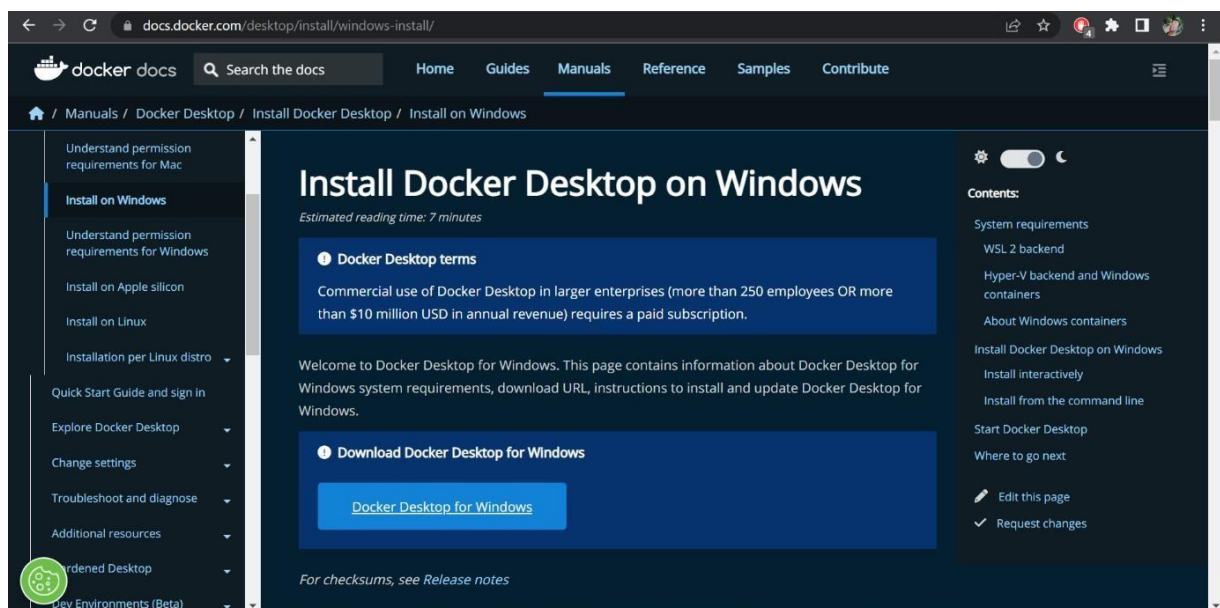 docs.docker.com/desktop/install/windows-install/
4
docker docs
Search the docs
Home Guides Manuals Reference Samples Contribute
/ Manuals / Docker Desktop / Install Docker Desktop / Install on Windows
Understand permission
requirements for Mac
Install on Windows
Understand permission
requirements for Windows
Install on Apple silicon
Install on Linux
Installation per Linux distro
Quick Start Guide and sign in
Explore Docker Desktop
Change settings
Troubleshoot and diagnose
Additional resources
rdened Desktop
Dev Environments (Beta)
Install Docker Desktop on Windows
Estimated reading time: 7 minutes
Docker Desktop terms
Commercial use of Docker Desktop in larger enterprises (more than 250 employees OR more
than $10 million USD in annual revenue) requires a paid subscription.
Welcome to Docker Desktop for Windows. This page contains information about Docker Desktop for
Windows system requirements, download URL, instructions to install and update Docker Desktop for
Windows.
Download Docker Desktop for Windows
Docker Desktop for Windows
For checksums, see Release notes
Contents:
System requirements
WSL 2 backend
Hyper-V backend and Windows
containers
About Windows containers
Install Docker Desktop on Windows
Install interactively
Install from the command line
Start Docker Desktop
Where to go next
Edit this page
Request changes